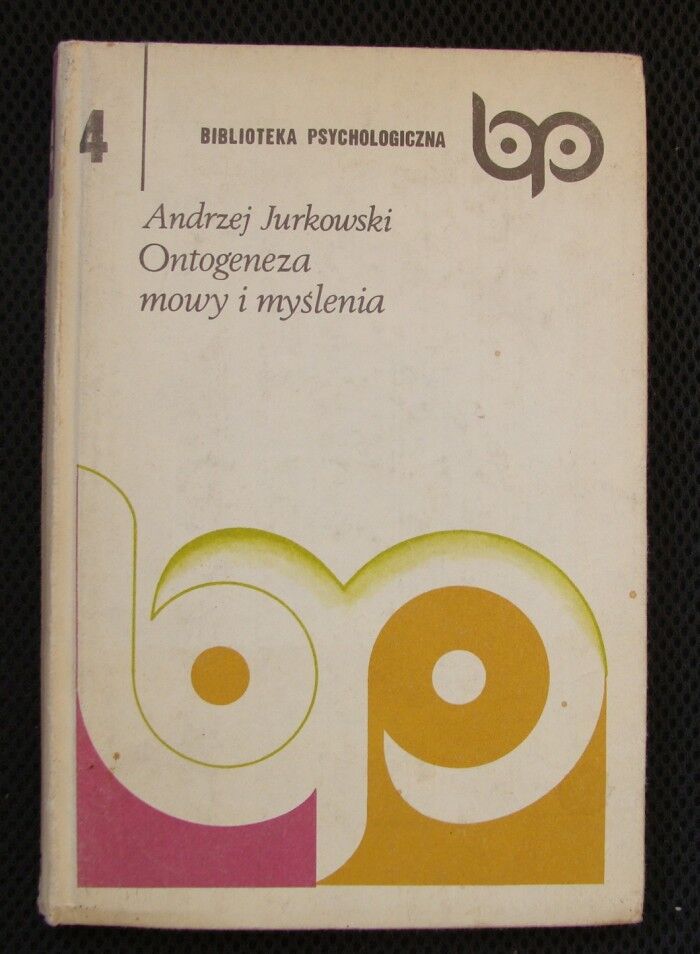 4
BIBLIOTEKA PSYCHOLOGICZNA bp
Andrzej Jurkowski
Ontogeneza
mowy i myślenia
bp